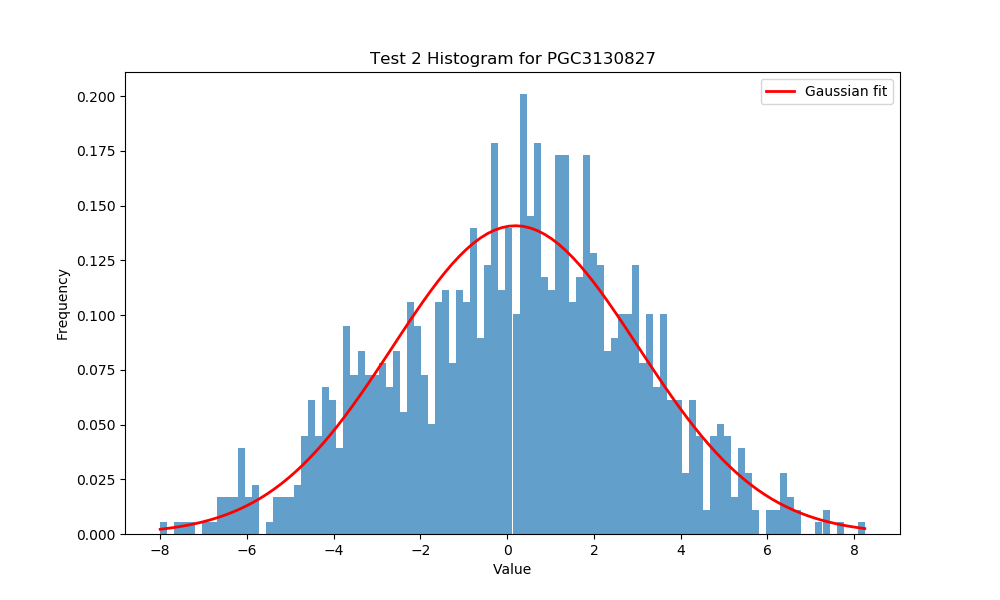 Test 2 Histogram for PGC3130827
Gaussian fit
Frequency
0.200
0.175
0.150
0.125
0.100
0.075
0.050
0.025
0.000
−8 −6 −4 −2 0 2 4 6 8
Value